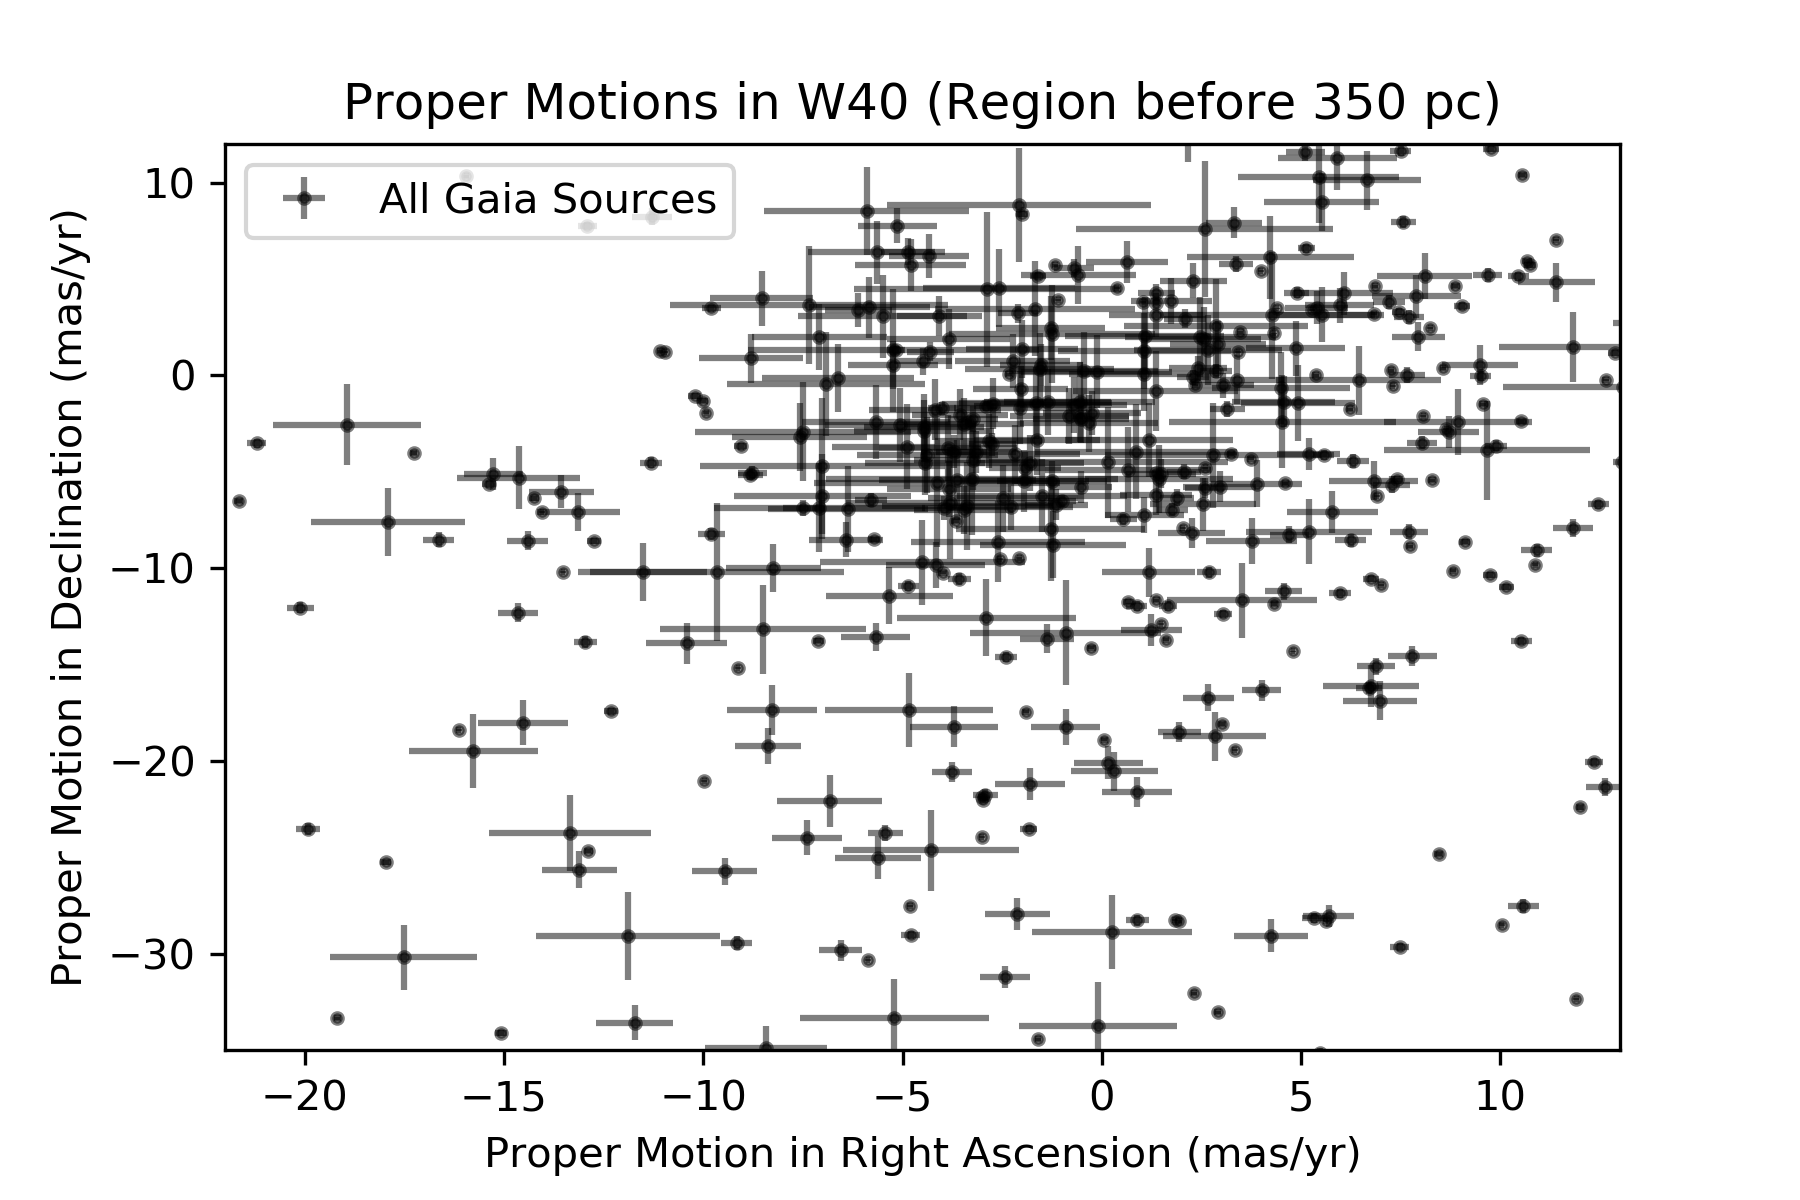 Proper Motions in W40 (Region before 350 pc)
All Gaia Sources
Proper Motion in Declination (mas/yr)
10
0
−10
−20
−30
−20 −15 −10 −5 0 5 10
Proper Motion in Right Ascension (mas/yr)